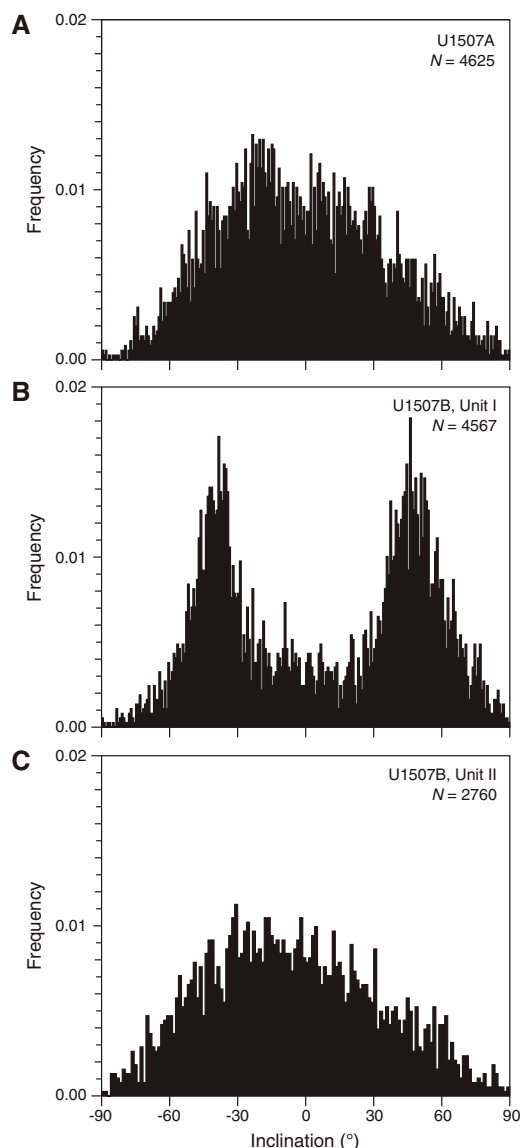 A
U1507A
N = 4625
0.02
0.01
0.00
Frequency
B
U1507B, Unit I
N = 4567
0.02
0.01
0.00
Frequency
C
U1507B, Unit II
N = 2760
0.02
0.01
0.00
Frequency
-90 -60 -30 0 30 60 90
Inclination (°)